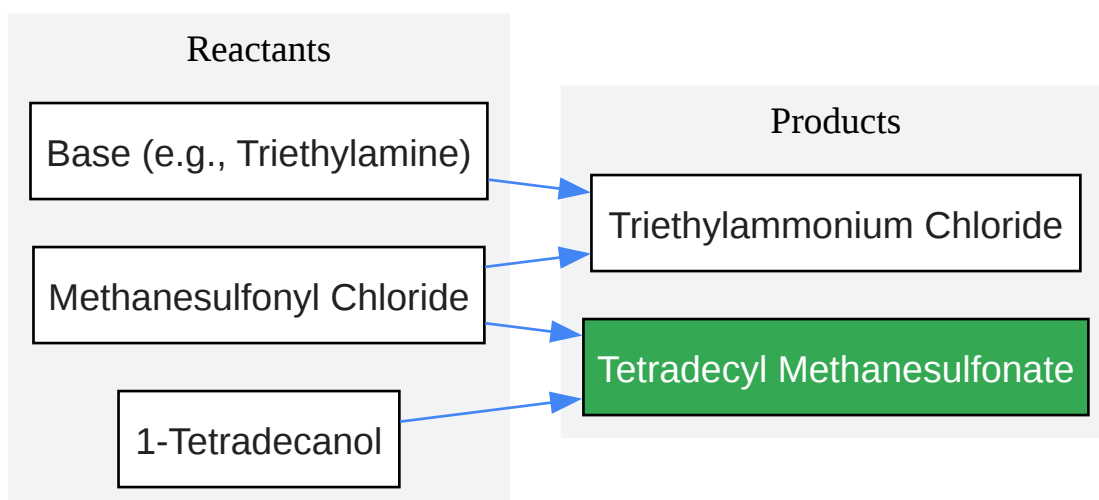 Reactants
Base (e.g., Triethylamine)
Methanesulfonyl Chloride
1-Tetradecanol
Products
Triethylammonium Chloride
Tetradecyl Methanesulfonate